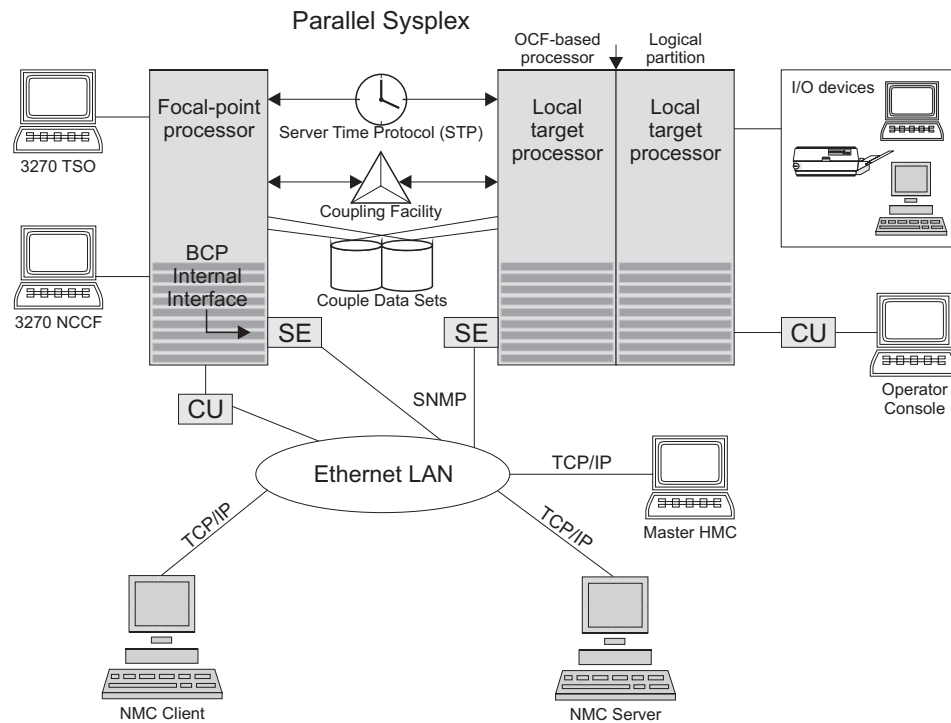 Parallel Sysplex
OCF-based
processor
Logical
partition
I/O devices
Focal-point
processor
Local
target
processor
Local
target
processor
Server Time Protocol (STP)
3270 TSO
Coupling Facility
BCP
Internal
Interface
Couple Data Sets
3270 NCCF
SE
SE
CU
CU
SNMP
Operator
Console
Ethernet LAN
TCP/IP
Master HMC
TCP/IP
TCP/IP
NMC Client
NMC Server